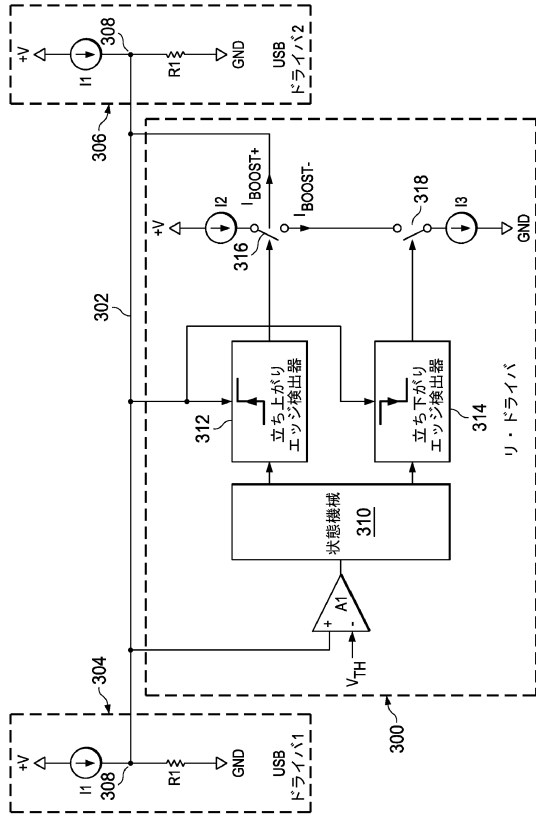 304
+V
I1
308
R1
GND
USB
ドライバ1
302
+V
I1
308
R1
GND
USB
ドライバ2
306
300
VTH
+
-
A1
状態機械
310
312
立ち上がり
エッジ検出器
立ち下がり
エッジ検出器
314
+V
I2
316
IBOOST+
IBOOST-
318
I3
GND
リ・ドライバ